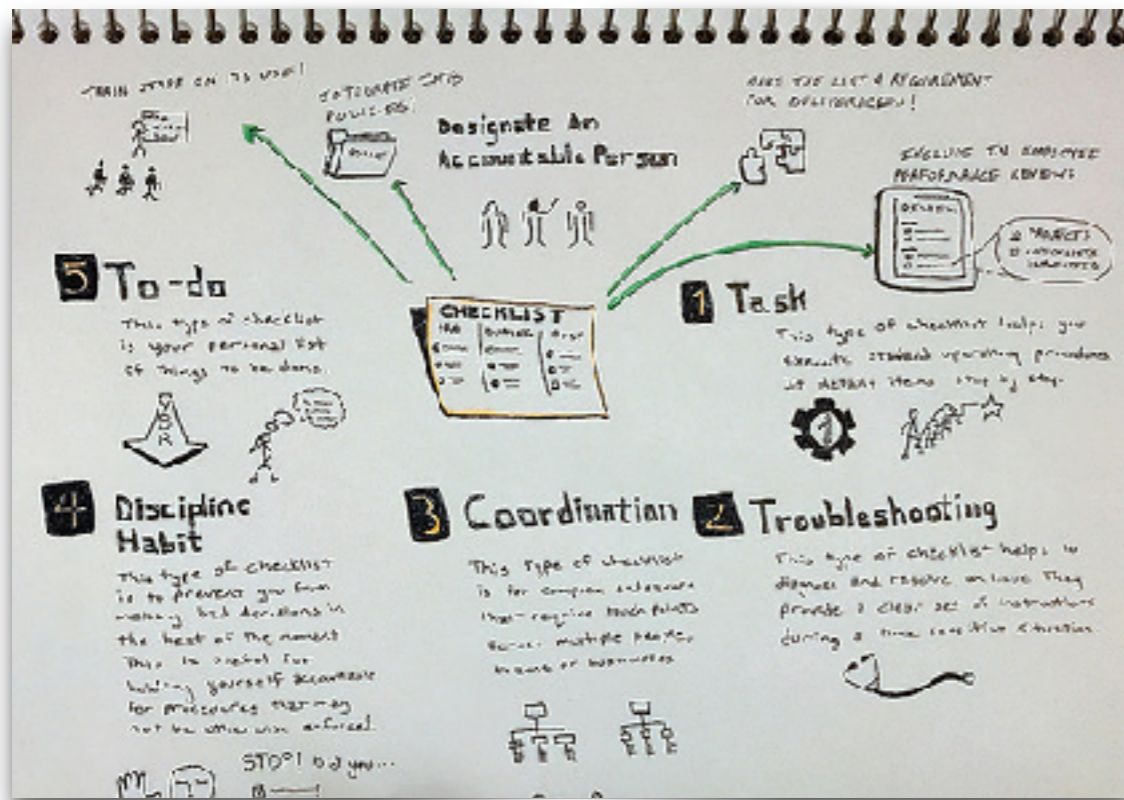 TRAIN STAFF ON ITS USE!
INTEGRATE INTO
POLICIES!
Designate An
Accountable Person
MAKE THE LIST A REQUIREMENT
FOR DELIVERABLES!
INCLUDE IN EMPLOYEE
PERFORMANCE REVIEWS
PROJECTS
CHECKLIST
5 To-do
This type of checklist
is your personal list
of things to be done.
1 Task
This type of checklist helps you
execute standard operating procedures
items step by step.
1
4 Discipline
Habit
This type of checklist
is to prevent you from
making bad decisions in
the heat of the moment
This is useful for
holding yourself accountable
for procedures that may
not be otherwise enforced.
STOP! Did you...
3 Coordination
This type of checklist
is for complex
that require touch points
across multiple people,
teams or businesses
2 Troubleshooting
This type of checklist helps to
diagnose and resolve an issue They
provide a clear set of instructions
during a time sensitive situation